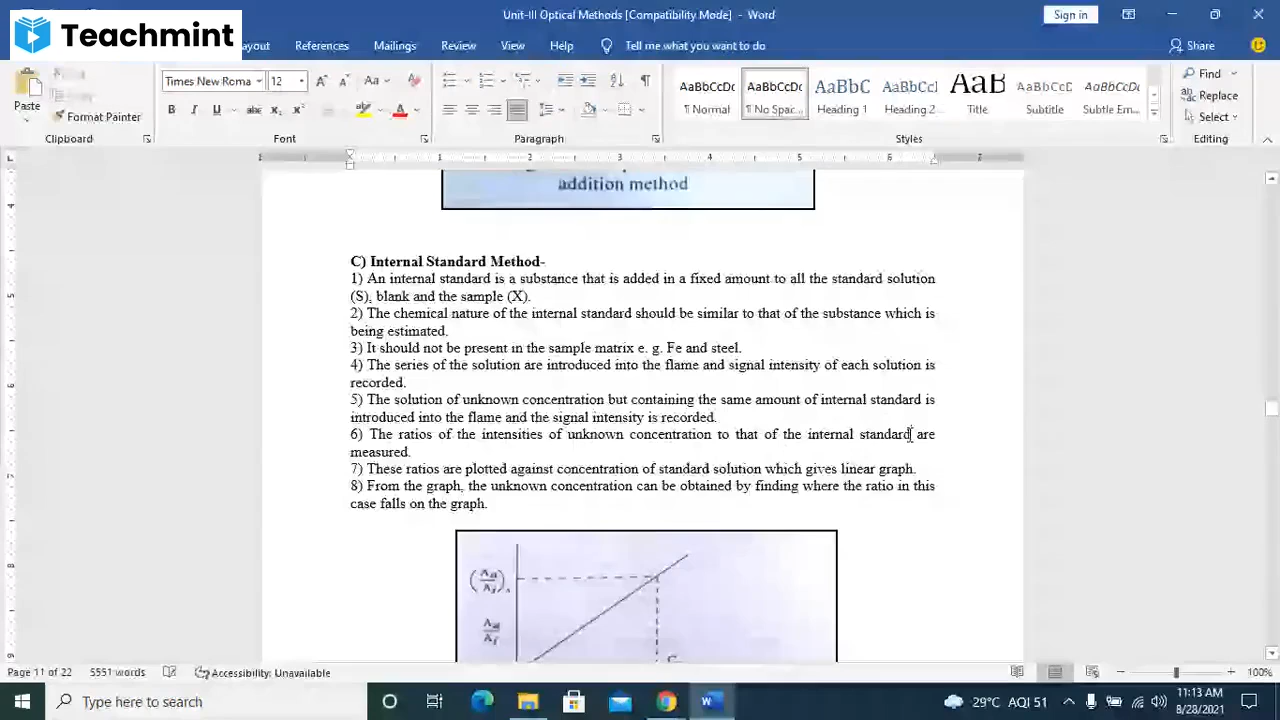 Unit-III Optical Methods [Compatibility Mode] - Word
Sign in
Teachmint
ayout References Mailings Review View Help Tell me what you want to do
Share
Times New Roma 12
Aa
Find
AaBbCcDc AaBbCcDc AaBbC AaBbCcI AaB AaBbCcD AaBbCcDc
Replace
Paste
Format Painter
¶ Normal ¶ No Spac... Heading 1 Heading 2 Title Subtitle Subtle Em...
Select
Clipboard Font Paragraph Styles Editing
1 1 2 3 4 5 6 7
addition method
C) Internal Standard Method-
1) An internal standard is a substance that is added in a fixed amount to all the standard solution
(S), blank and the sample (X).
2) The chemical nature of the internal standard should be similar to that of the substance which is
being estimated.
3) It should not be present in the sample matrix e. g. Fe and steel.
4) The series of the solution are introduced into the flame and signal intensity of each solution is
recorded.
5) The solution of unknown concentration but containing the same amount of internal standard is
introduced into the flame and the signal intensity is recorded.
6) The ratios of the intensities of unknown concentration to that of the internal standard are
measured.
7) These ratios are plotted against concentration of standard solution which gives linear graph.
8) From the graph, the unknown concentration can be obtained by finding where the ratio in this
case falls on the graph.
Page 11 of 22 5551 words Accessibility: Unavailable
100%
Type here to search
29°C AQI 51
ENG
11:13 AM
8/28/2021